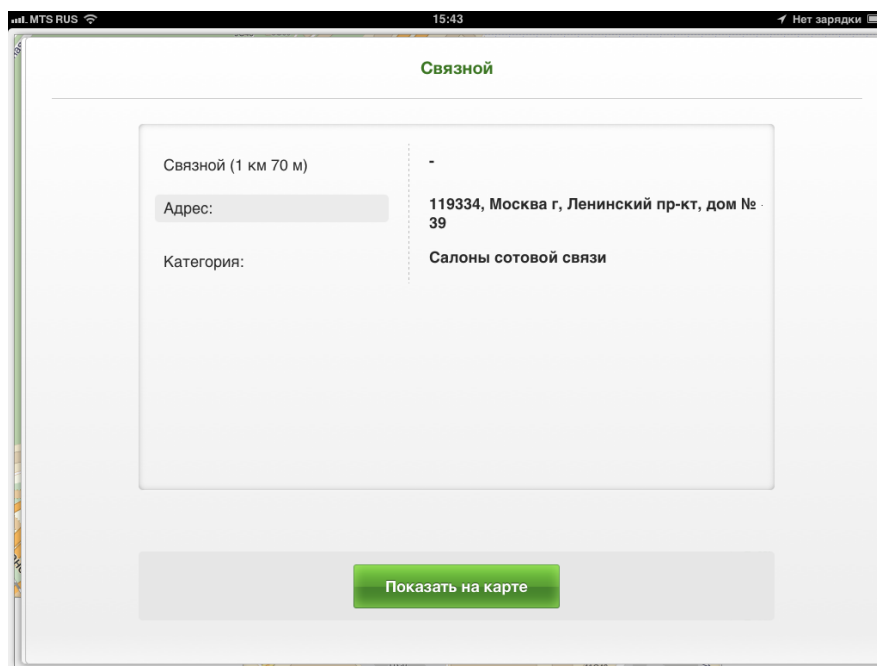 MTS RUS 15:43 Нет зарядки
Связной
Связной (1 км 70 м) -
Адрес: 119334, Москва г, Ленинский пр-кт, дом №
39
Категория: Салоны сотовой связи
Показать на карте